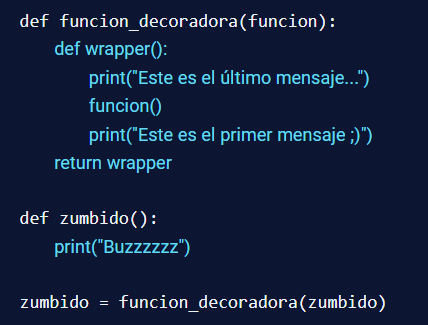 def funcion_decoradora(funcion):
def wrapper():
print("Este es el último mensaje...")
funcion()
print("Este es el primer mensaje ;)")
return wrapper
def zumbido():
print("Buzzzzzz")
zumbido = funcion_decoradora(zumbido)